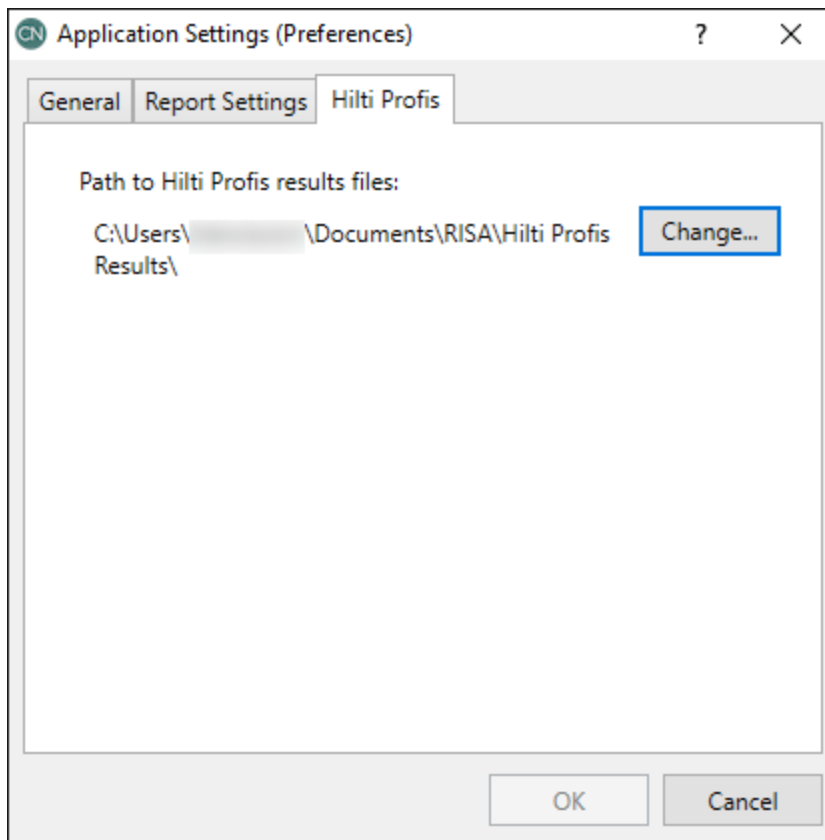 CN Application Settings (Preferences) ?
General Report Settings Hilti Profis
Path to Hilti Profis results files:
C:\Users\ \Documents\RISA\Hilti Profis
Results\
Change...
OK Cancel